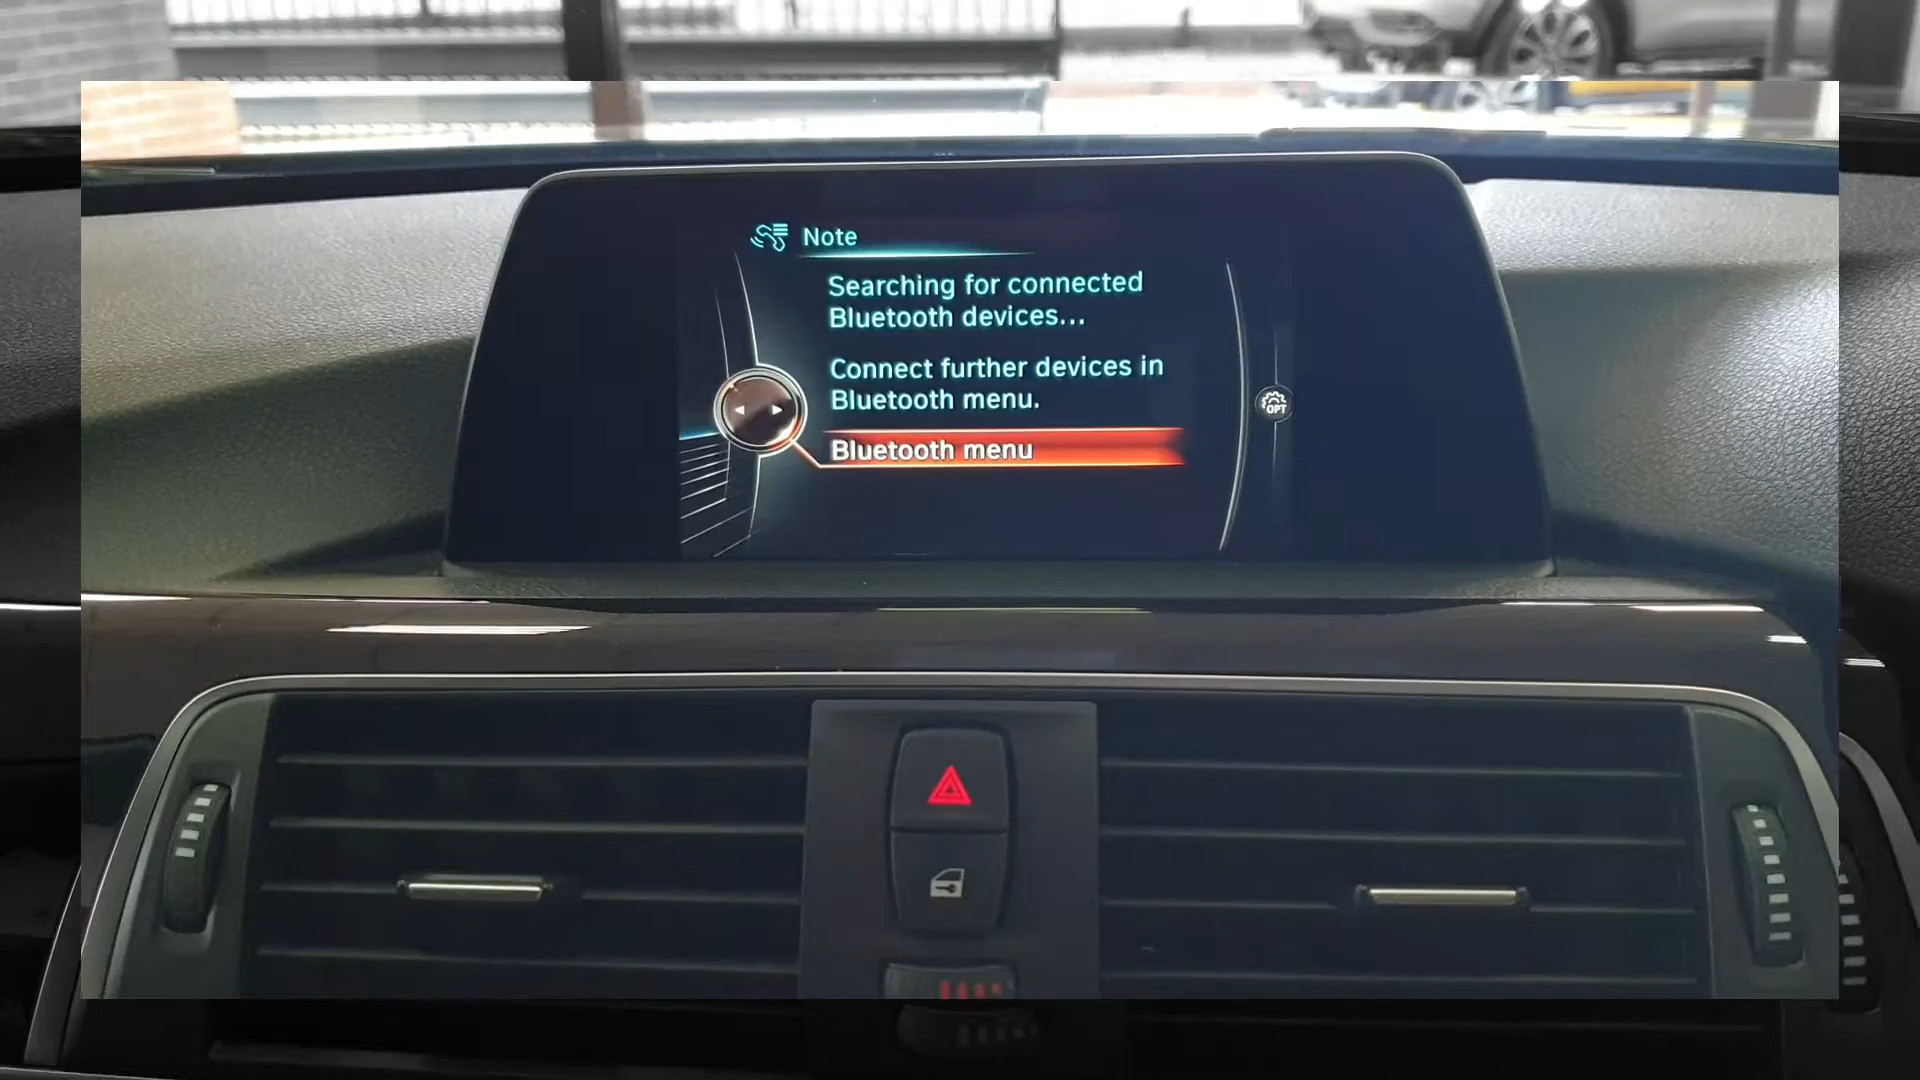 Note
Searching for connected
Bluetooth devices...
Connect further devices in
Bluetooth menu.
OPT
Bluetooth menu